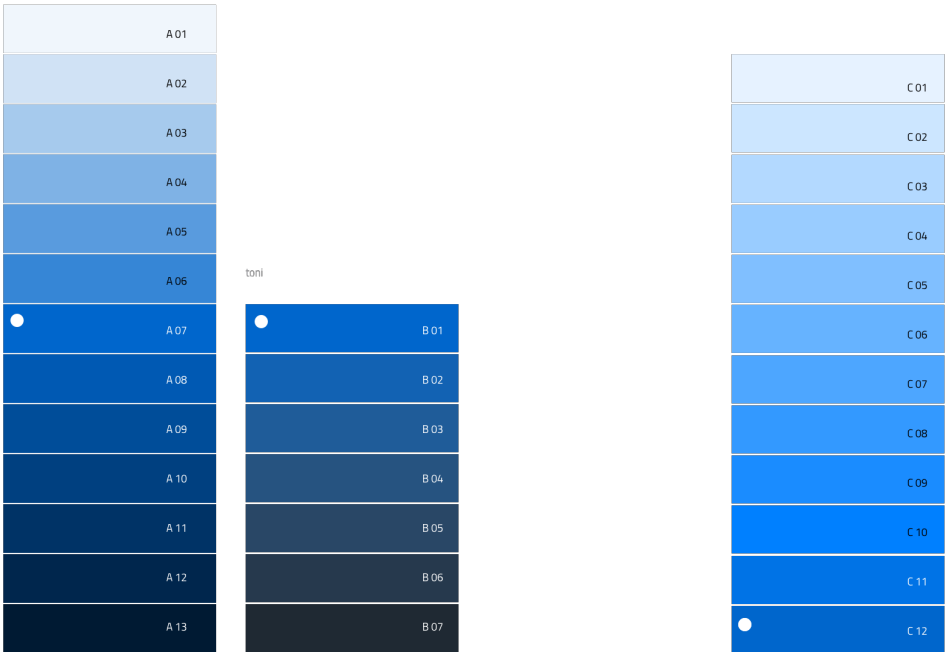 A 01
A 02
A 03
A 04
A 05
A 06
A 07
A 08
A 09
A 10
A 11
A 12
A 13
toni
B 01
B 02
B 03
B 04
B 05
B 06
B 07
C 01
C 02
C 03
C 04
C 05
C 06
C 07
C 08
C 09
C 10
C 11
C 12